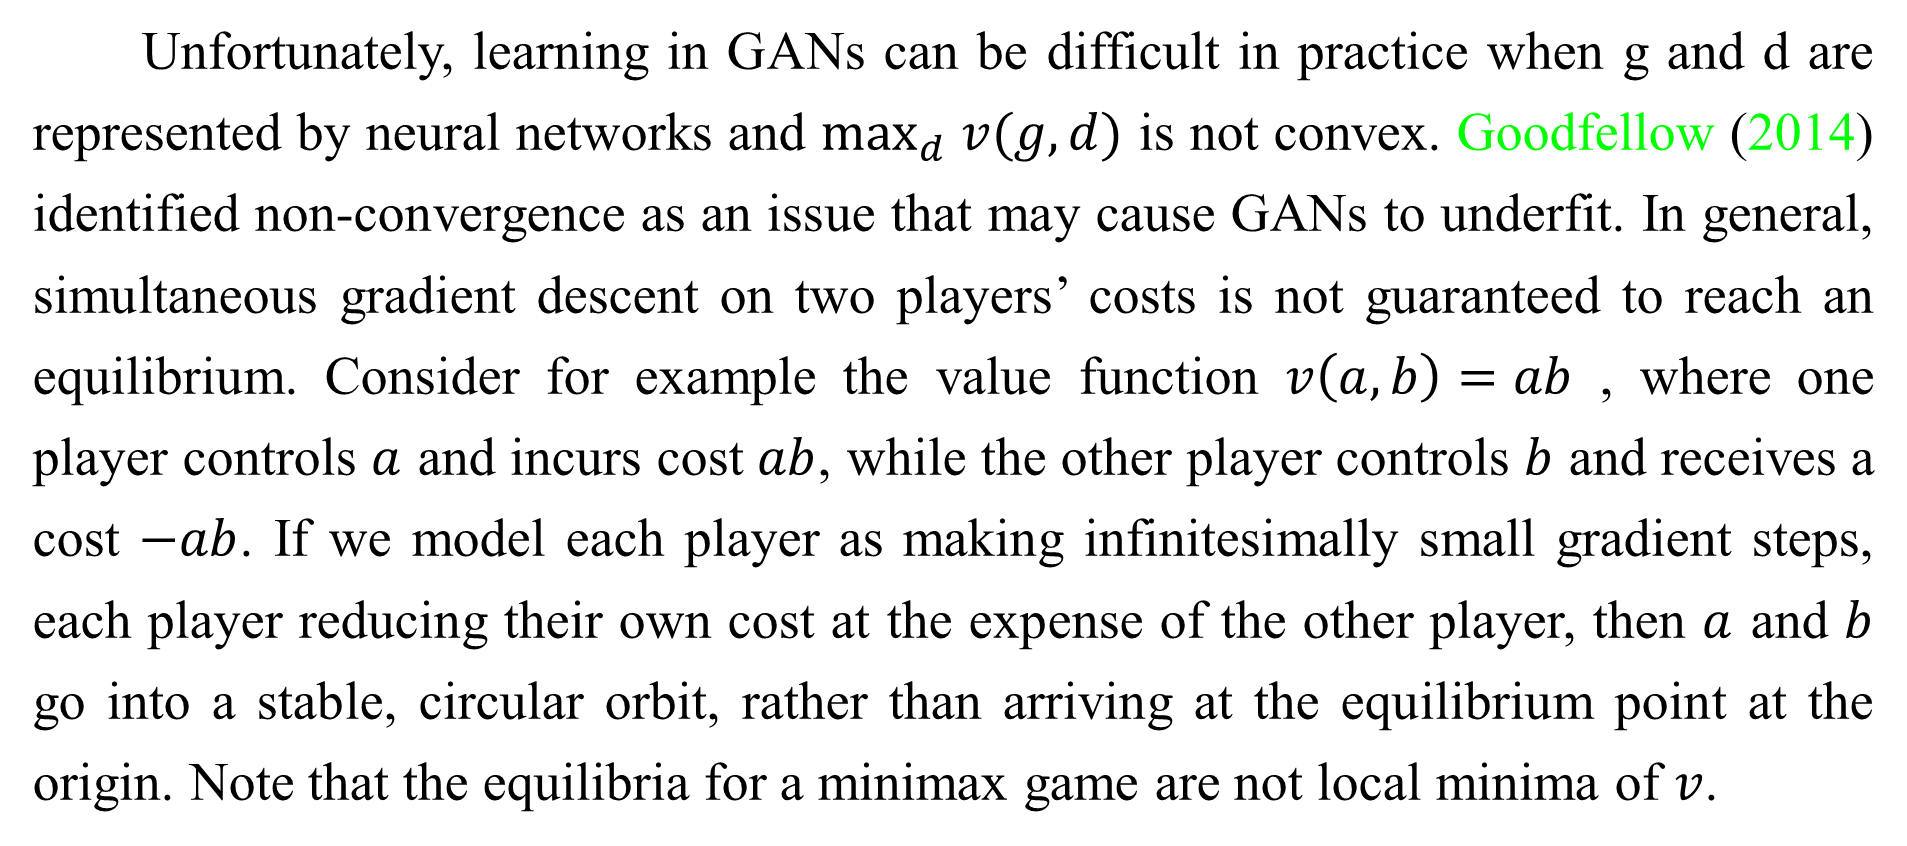 Unfortunately, learning in GANs can be difficult in practice when g and d are
represented by neural networks and max_d v(g, d) is not convex. Goodfellow (2014)
identified non-convergence as an issue that may cause GANs to underfit. In general,
simultaneous gradient descent on two players’ costs is not guaranteed to reach an
equilibrium. Consider for example the value function v(a, b) = ab , where one
player controls a and incurs cost ab, while the other player controls b and receives a
cost −ab. If we model each player as making infinitesimally small gradient steps,
each player reducing their own cost at the expense of the other player, then a and b
go into a stable, circular orbit, rather than arriving at the equilibrium point at the
origin. Note that the equilibria for a minimax game are not local minima of v.